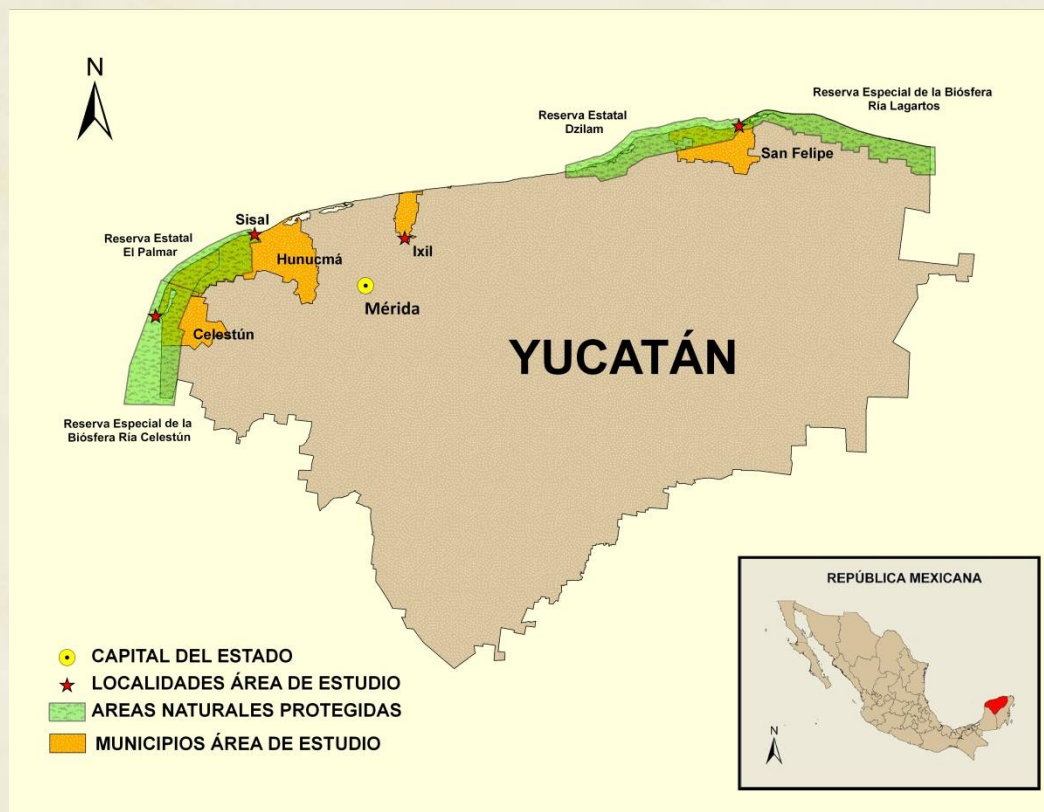 N
Reserva Especial de la Biósfera
Ría Lagartos
Reserva Estatal
Dzilam
San Felipe
Sisal
Reserva Estatal
El Palmar
Hunucmá
Ixil
Mérida
Celestún
YUCATÁN
Reserva Especial de la
Biósfera Ría Celestún
REPÚBLICA MEXICANA
N
CAPITAL DEL ESTADO
LOCALIDADES ÁREA DE ESTUDIO
AREAS NATURALES PROTEGIDAS
MUNICIPIOS ÁREA DE ESTUDIO